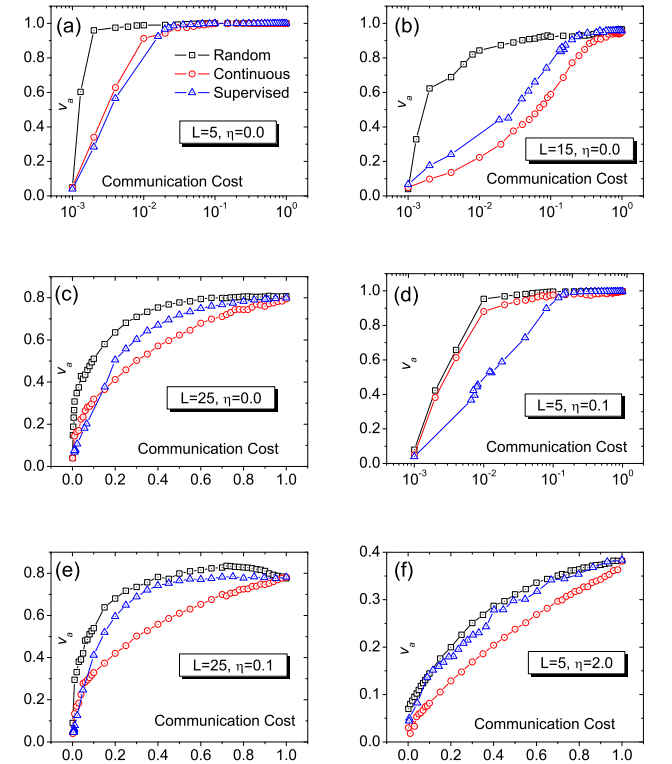 (a)
1.0
0.8
0.6
0.4
0.2
0.0
v_a
Random
Continuous
Supervised
L=5, η=0.0
Communication Cost
10⁻³ 10⁻² 10⁻¹ 10⁰
(b)
1.0
0.8
0.6
0.4
0.2
0.0
v_a
L=15, η=0.0
Communication Cost
10⁻³ 10⁻² 10⁻¹ 10⁰
(c)
0.8
0.6
0.4
0.2
0.0
v_a
L=25, η=0.0
Communication Cost
0.0 0.2 0.4 0.6 0.8 1.0
(d)
1.0
0.8
0.6
0.4
0.2
0.0
v_a
L=5, η=0.1
Communication Cost
10⁻³ 10⁻² 10⁻¹ 10⁰
(e)
0.8
0.6
0.4
0.2
0.0
v_a
L=25, η=0.1
Communication Cost
0.0 0.2 0.4 0.6 0.8 1.0
(f)
0.4
0.3
0.2
0.1
0.0
v_a
L=5, η=2.0
Communication Cost
0.0 0.2 0.4 0.6 0.8 1.0